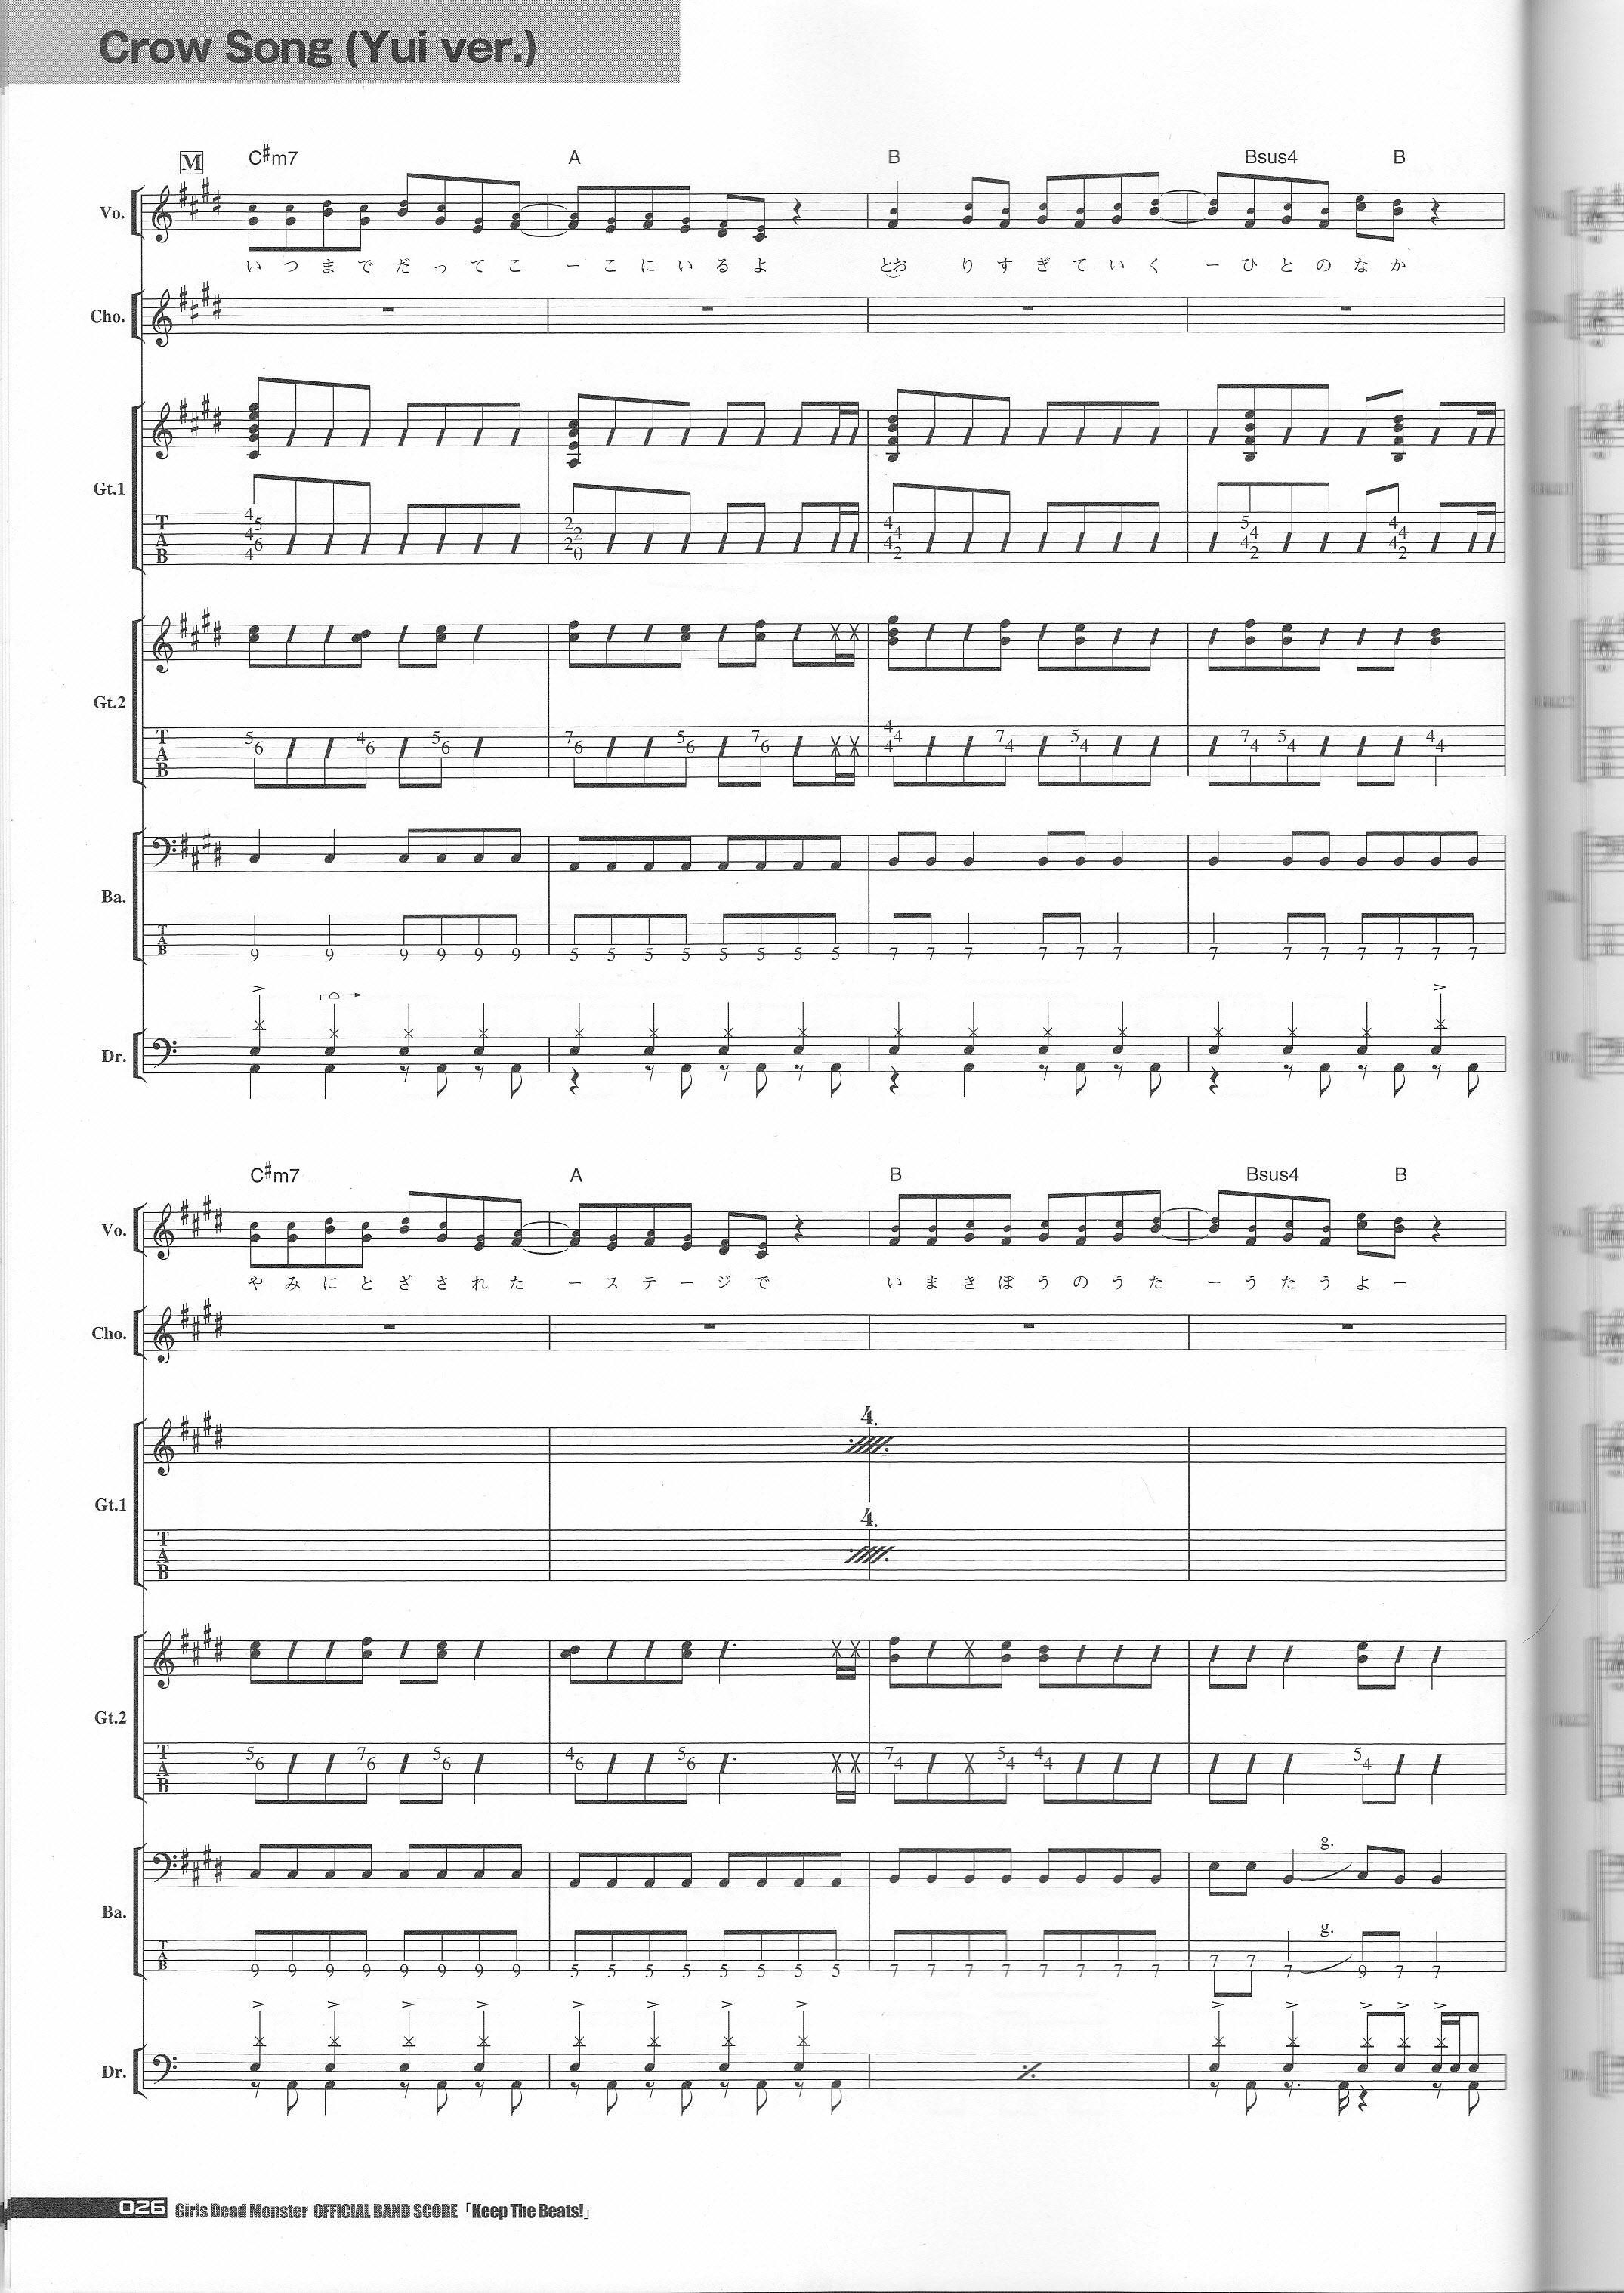 Crow Song (Yui ver.)
M C#m7 A B Bsus4 B
Vo.
いつまでだってこーこにいるよ とおりすぎていくーひとのなか
Cho.
Gt.1
TAB 4 5 4 6 4 2 2 2 0 4 4 4 2 5 4 4 2 4 4 4 2
Gt.2
TAB 5 6 4 6 5 6 7 6 5 6 7 6 4 4 4 7 4 5 4 7 4 5 4 4 4
Ba.
TAB 9 9 9 9 9 9 5 5 5 5 5 5 5 5 7 7 7 7 7 7 7 7 7 7 7 7 7
Dr.
C#m7 A B Bsus4 B
Vo.
やみにとざされたーステージで いまきぼうのうたーうたうよー
Cho.
4.
Gt.1
4.
TAB
Gt.2
TAB 5 6 7 6 5 6 4 6 5 6 7 4 5 4 4 4 5 4
g.
Ba.
g.
TAB 9 9 9 9 9 9 9 9 5 5 5 5 5 5 5 5 7 7 7 7 7 7 7 7 7 7 7 9 7 7
Dr.
026 Girls Dead Monster OFFICIAL BAND SCORE「Keep The Beats!」